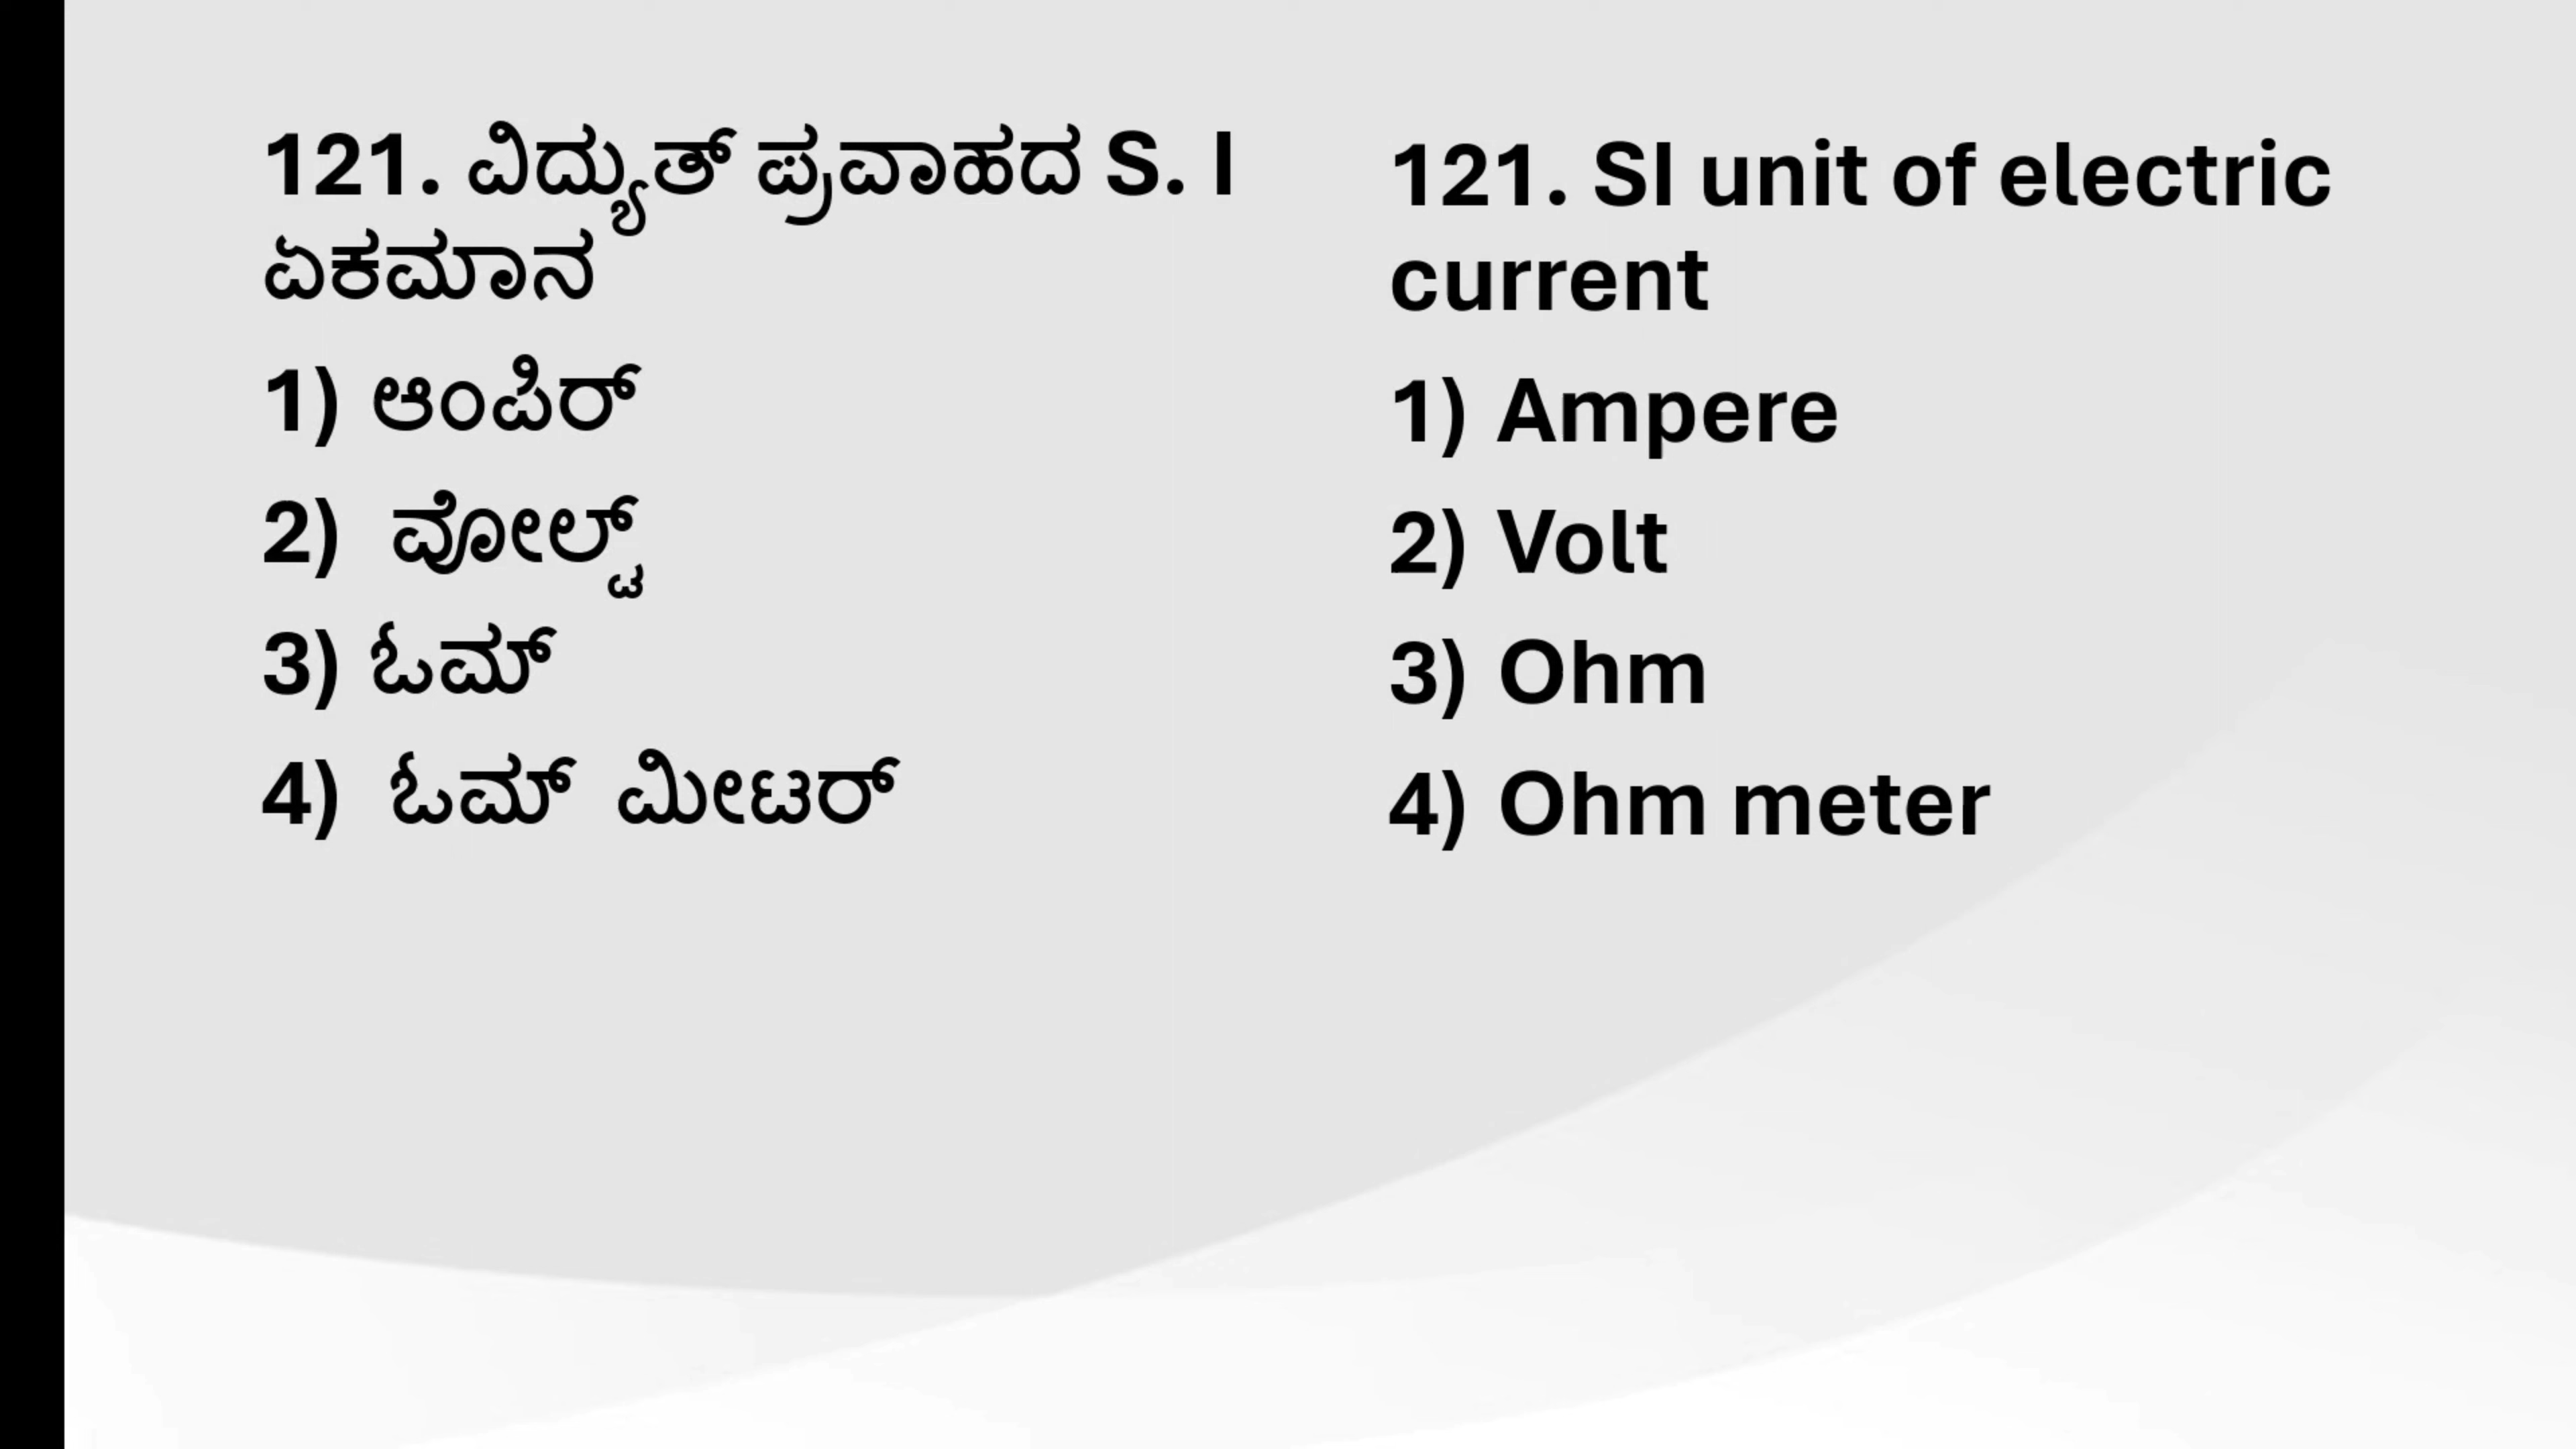 121. ವಿದ್ಯುತ್ ಪ್ರವಾಹದ S. I
ಏಕಮಾನ
1) ಆಂಪಿರ್
2) ವೋಲ್ಟ್
3) ಓಮ್
4) ಓಮ್ ಮೀಟರ್
121. SI unit of electric
current
1) Ampere
2) Volt
3) Ohm
4) Ohm meter